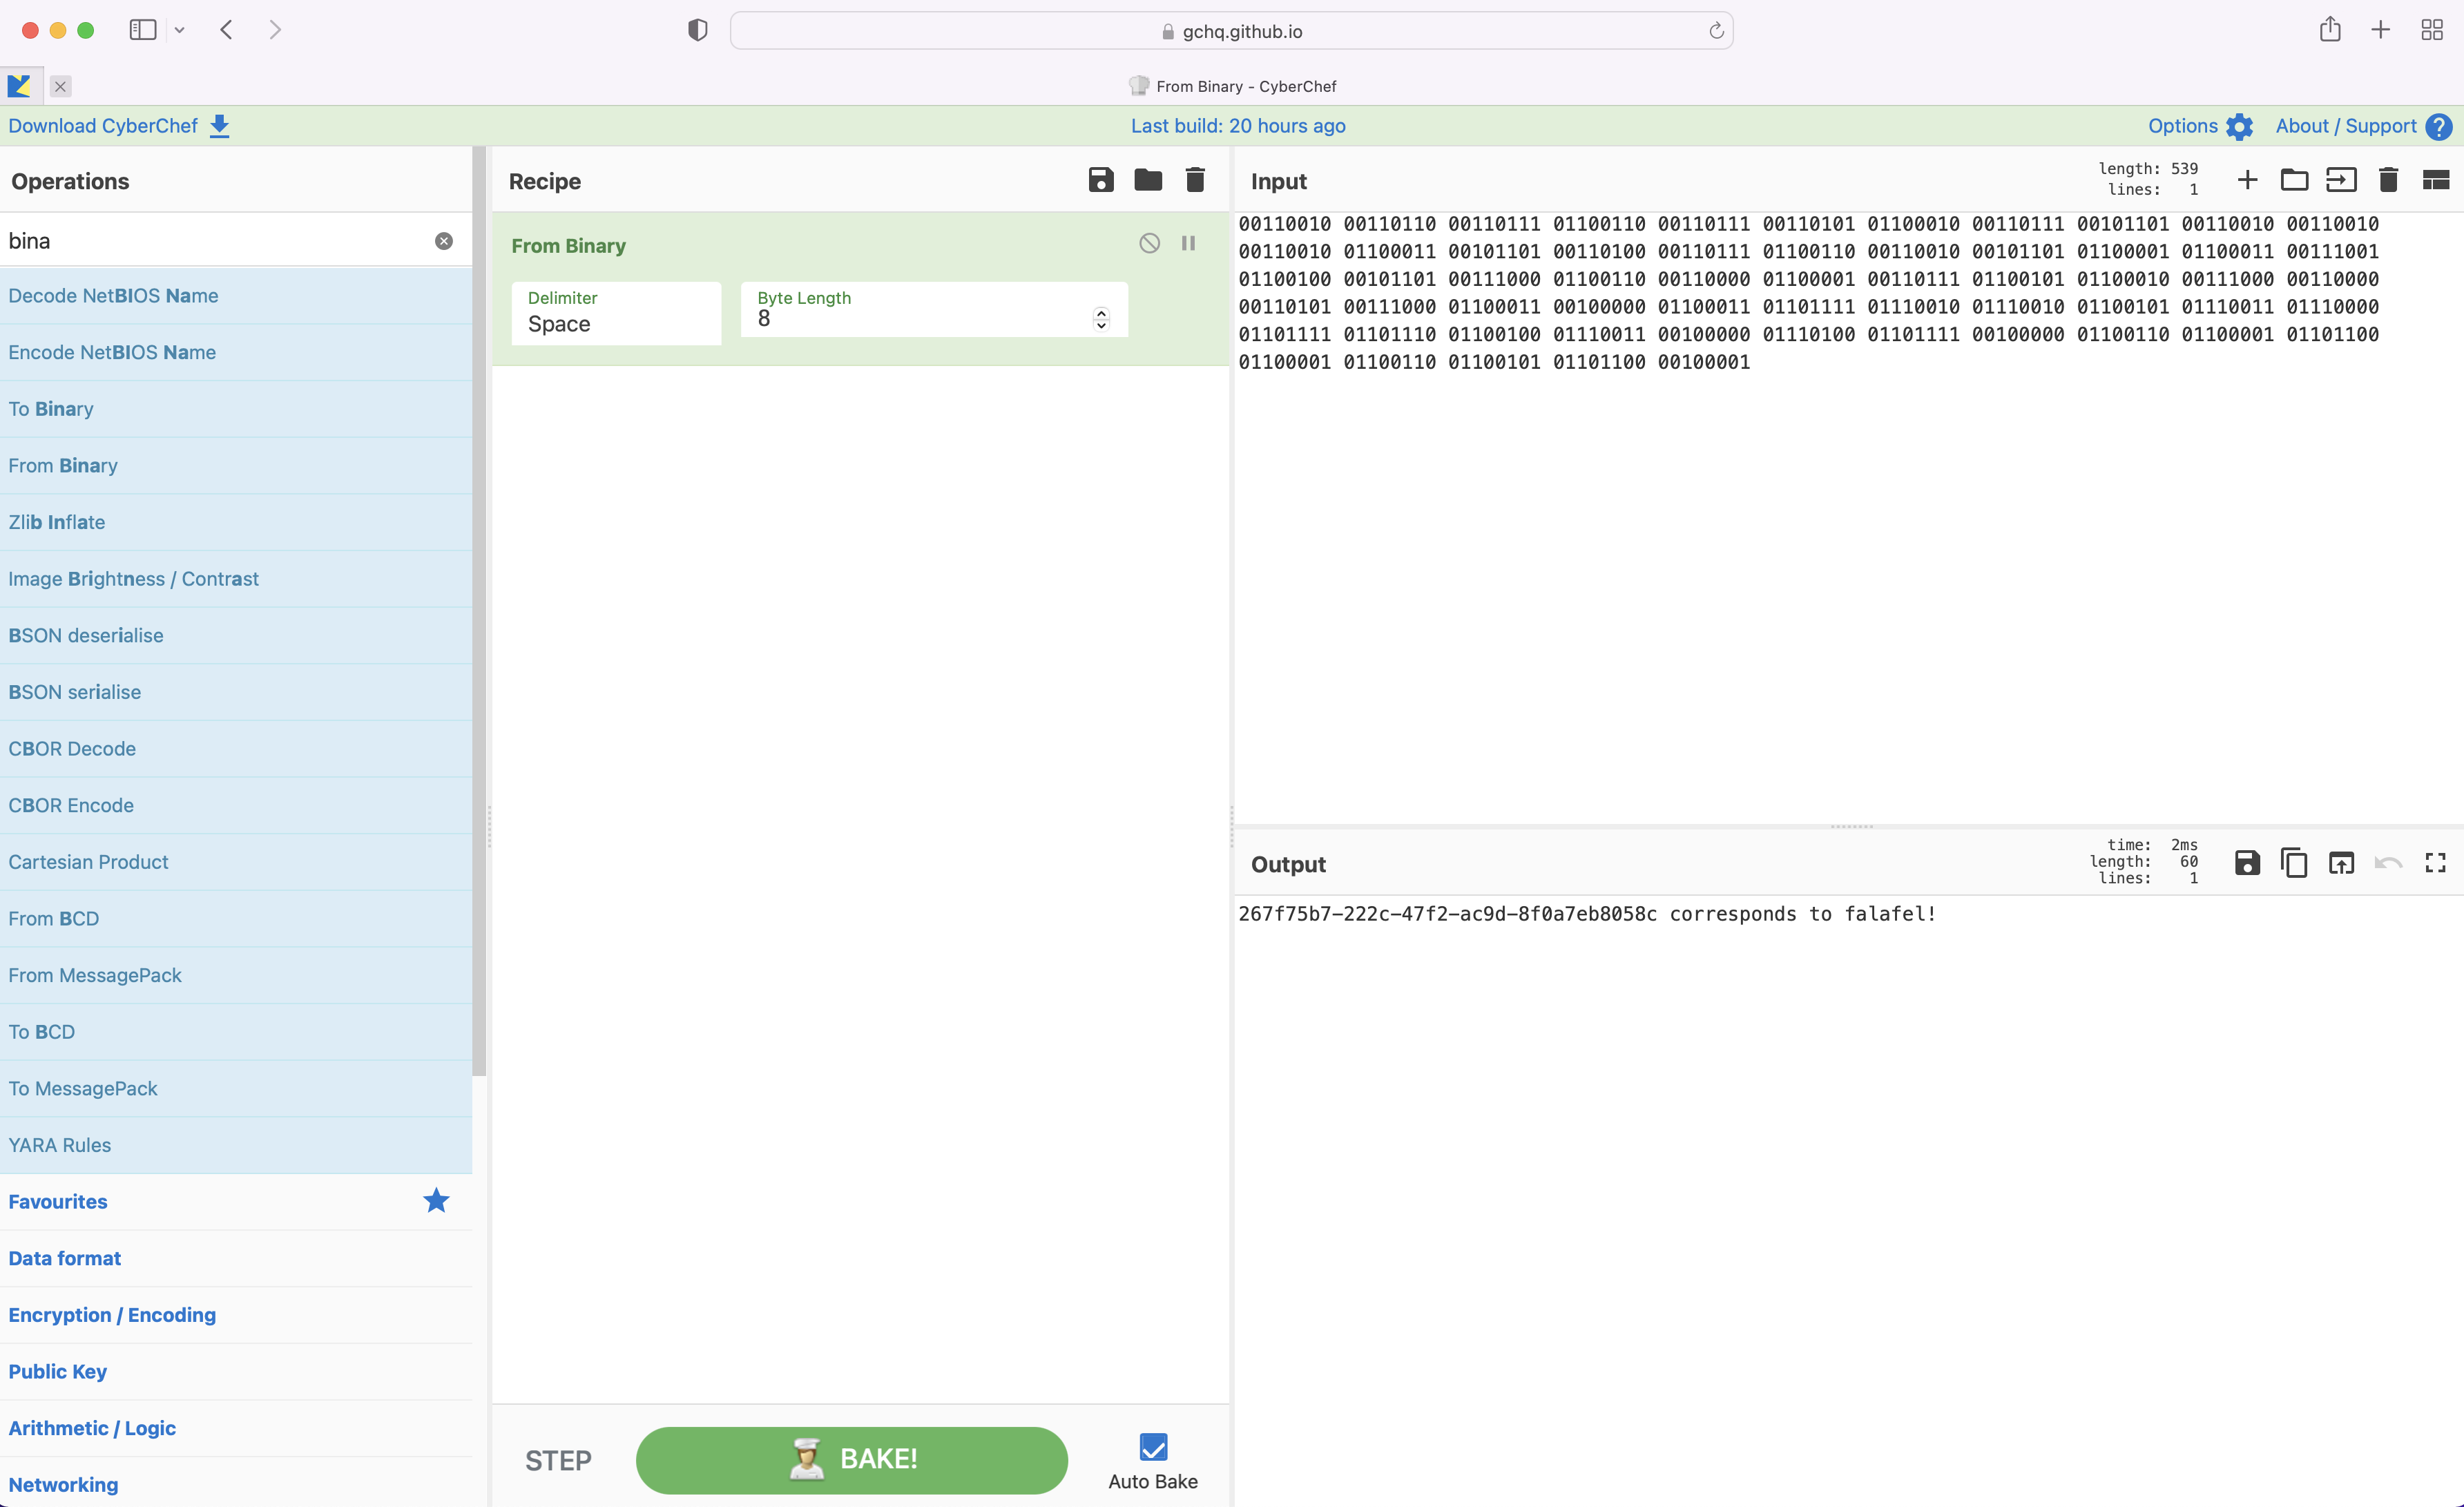 gchq.github.io
From Binary - CyberChef
Download CyberChef
Last build: 20 hours ago
Options
About / Support
Operations
bina
Decode NetBIOS Name
Encode NetBIOS Name
To Binary
From Binary
Zlib Inflate
Image Brightness / Contrast
BSON deserialise
BSON serialise
CBOR Decode
CBOR Encode
Cartesian Product
From BCD
From MessagePack
To BCD
To MessagePack
YARA Rules
Favourites
Data format
Encryption / Encoding
Public Key
Arithmetic / Logic
Networking
Recipe
From Binary
Delimiter
Space
Byte Length
8
STEP
BAKE!
Auto Bake
Input
length: 539
lines: 1
00110010 00110110 00110111 01100110 00110111 00110101 01100010 00110111 00101101 00110010 00110010
00110010 01100011 00101101 00110100 00110111 01100110 00110010 00101101 01100001 01100011 00111001
01100100 00101101 00111000 01100110 00110000 01100001 00110111 01100101 01100010 00111000 00110000
00110101 00111000 01100011 00100000 01100011 01101111 01110010 01110010 01100101 01110011 01110000
01101111 01101110 01100100 01110011 00100000 01110100 01101111 00100000 01100110 01100001 01101100
01100001 01100110 01100101 01101100 00100001
Output
time: 2ms
length: 60
lines: 1
267f75b7-222c-47f2-ac9d-8f0a7eb8058c corresponds to falafel!